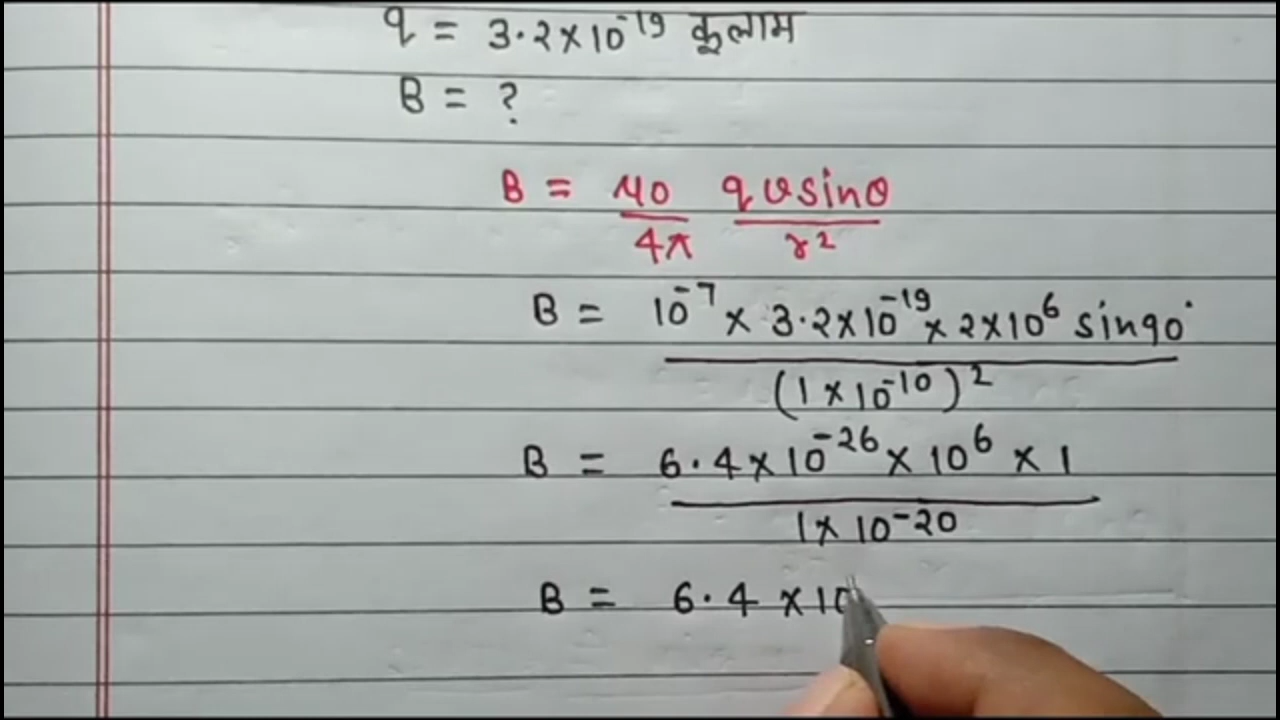 q = 3.2×10⁻¹⁹ कूलाम
B = ?
B = μ0/4π qvsinθ/r²
B = 10⁻⁷ × 3.2×10⁻¹⁹ × 2×10⁶ sin90°
(1 × 10⁻¹⁰)²
B = 6.4×10⁻²⁶ × 10⁶ × 1
1 × 10⁻²⁰
B = 6.4 × 10